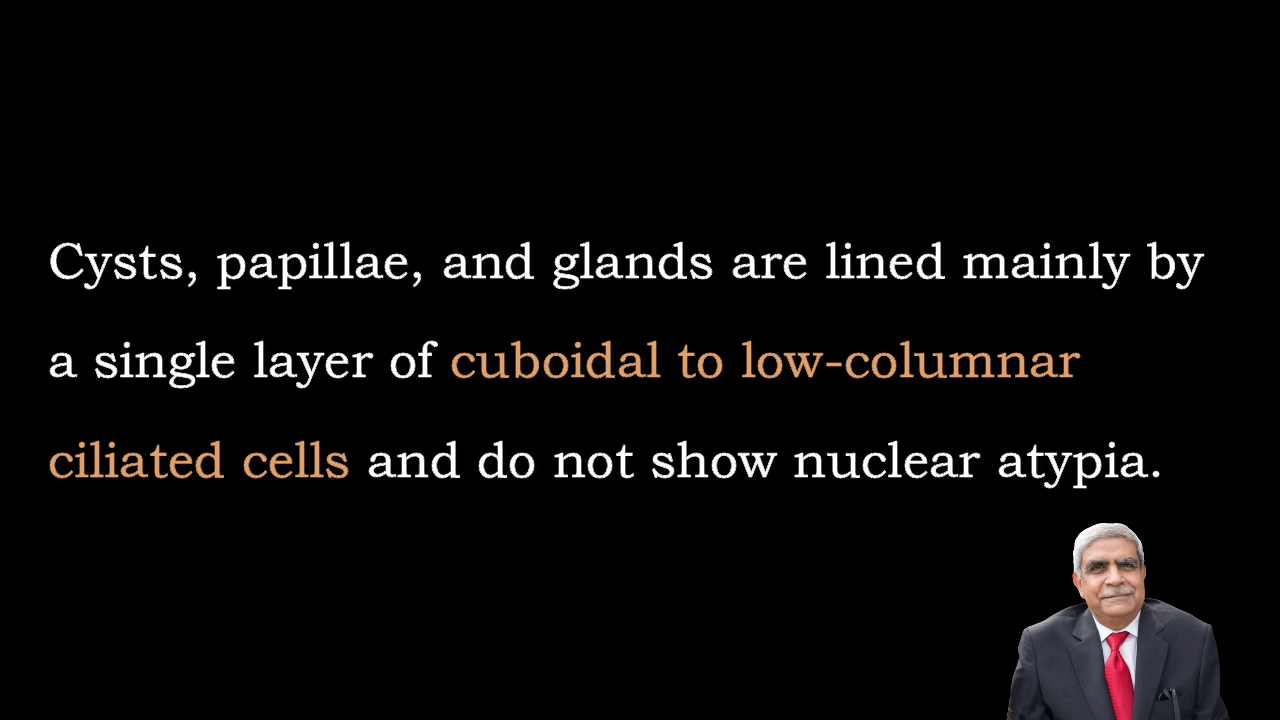 Cysts, papillae, and glands are lined mainly by
a single layer of cuboidal to low-columnar
ciliated cells and do not show nuclear atypia.